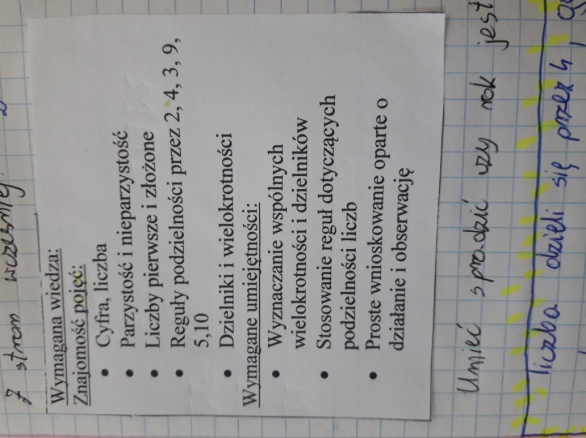 7 stron wcześniej
Wymagana wiedza:
Znajomość pojęć:
• Cyfra, liczba
• Parzystość i nieparzystość
• Liczby pierwsze i złożone
• Reguły podzielności przez 2, 4, 3, 9,
5,10
• Dzielniki i wielokrotności
Wymagane umiejętności:
• Wyznaczanie wspólnych
wielokrotności i dzielników
• Stosowanie reguł dotyczących
podzielności liczb
• Proste wnioskowanie oparte o
działanie i obserwację
Umieć sprawdzić czy rok jest
liczba dzieli się przez 4,